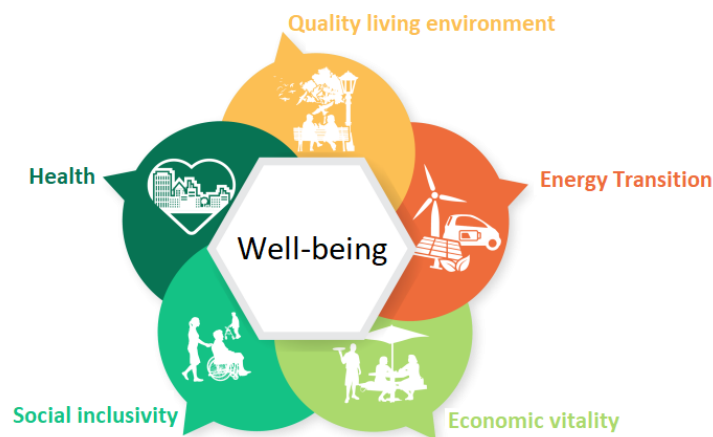 Quality living environment
Health
Energy Transition
Well-being
Social inclusivity
Economic vitality